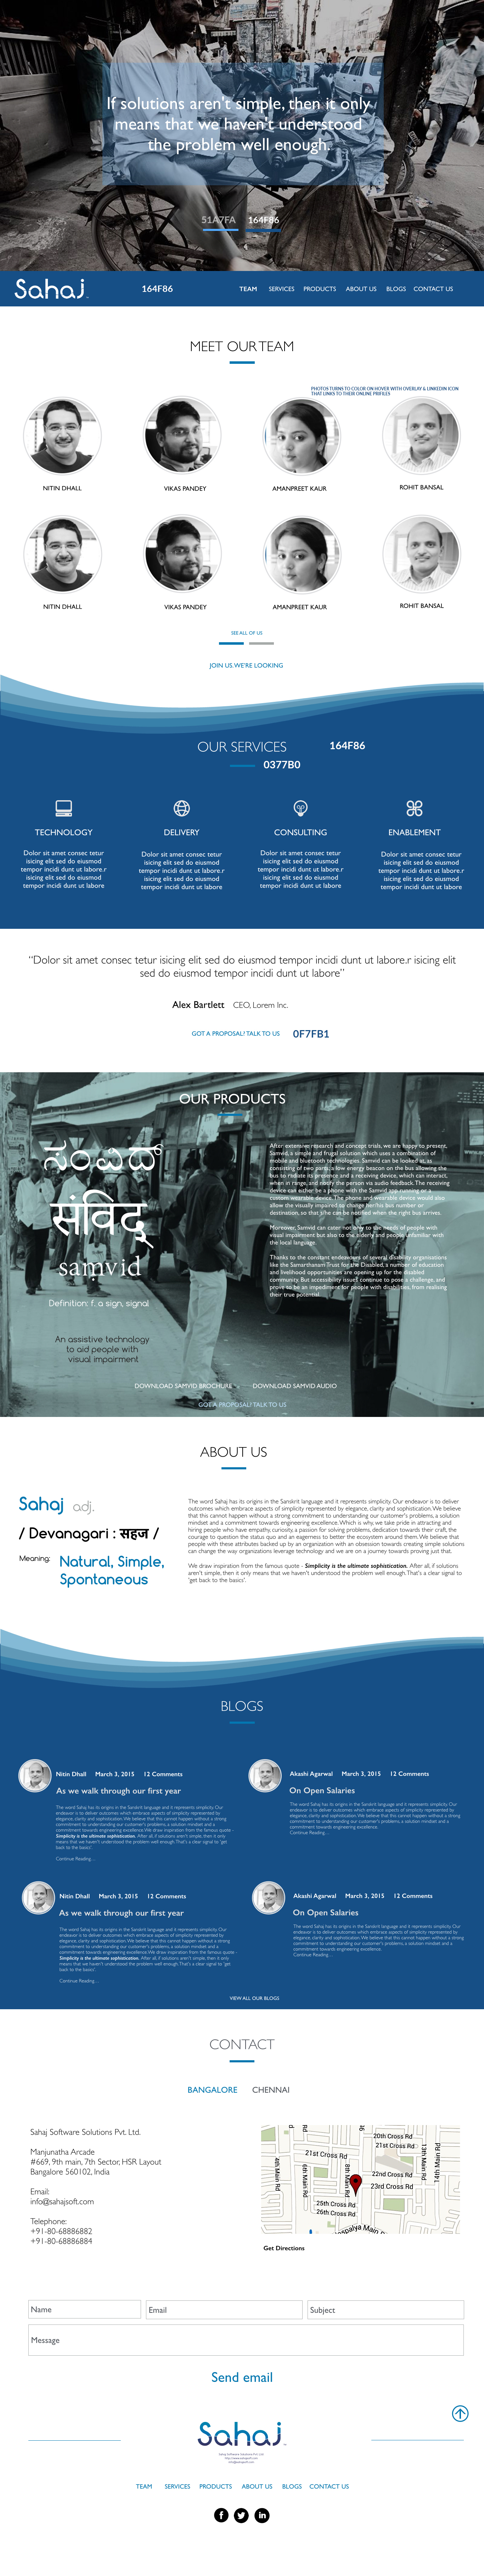 If solutions aren't simple, then it only
means that we haven't understood
the problem well enough.
51A7FA 164F86
Sahaj
164F86
TEAM SERVICES PRODUCTS ABOUT US BLOGS CONTACT US
MEET OUR TEAM
PHOTOS TURNS TO COLOR ON HOVER WITH OVERLAY & LINKEDIN ICON
THAT LINKS TO THEIR ONLINE PRIFILES
NITIN DHALL VIKAS PANDEY AMANPREET KAUR ROHIT BANSAL
NITIN DHALL VIKAS PANDEY AMANPREET KAUR ROHIT BANSAL
SEE ALL OF US
JOIN US. WE'RE LOOKING
OUR SERVICES 164F86
0377B0
TECHNOLOGY
Dolor sit amet consec tetur
isicing elit sed do eiusmod
tempor incidi dunt ut labore.r
isicing elit sed do eiusmod
tempor incidi dunt ut labore
DELIVERY
Dolor sit amet consec tetur
isicing elit sed do eiusmod
tempor incidi dunt ut labore.r
isicing elit sed do eiusmod
tempor incidi dunt ut labore
CONSULTING
Dolor sit amet consec tetur
isicing elit sed do eiusmod
tempor incidi dunt ut labore.r
isicing elit sed do eiusmod
tempor incidi dunt ut labore
ENABLEMENT
Dolor sit amet consec tetur
isicing elit sed do eiusmod
tempor incidi dunt ut labore.r
isicing elit sed do eiusmod
tempor incidi dunt ut labore
“Dolor sit amet consec tetur isicing elit sed do eiusmod tempor incidi dunt ut labore.r isicing elit
sed do eiusmod tempor incidi dunt ut labore”
Alex Bartlett CEO, Lorem Inc.
GOT A PROPOSAL? TALK TO US 0F7FB1
OUR PRODUCTS
ಸಂವಿದ್
संविद्
saṃvid
Definition: f. a sign, signal
An assistive technology
to aid people with
visual impairment
After extensive research and concept trials, we are happy to present,
Samvid, a simple and frugal solution which uses a combination of
mobile and bluetooth technologies. Samvid can be looked at, as
consisting of two parts, a low energy beacon on the bus allowing the
bus to radiate its presence and a receiving device, which can interact,
when in range, and notify the person via audio feedback. The receiving
device can either be a phone with the Samvid app running or a
custom wearable device. The phone and wearable device would also
allow the visually impaired to change her/his bus number or
destination, so that s/he can be notified when the right bus arrives.
Moreover, Samvid can cater not only to the needs of people with
visual impairment but also to the elderly and people unfamiliar with
the local language.
Thanks to the constant endeavors of several disability organisations
like the Samarthanam Trust for the Disabled, a number of education
and livelihood opportunities are opening up for the disabled
community. But accessibility issues continue to pose a challenge, and
prove to be an impediment for people with disabilities, from realising
their true potential.
DOWNLOAD SAMVID BROCHURE DOWNLOAD SAMVID AUDIO
GOT A PROPOSAL? TALK TO US
ABOUT US
Sahaj adj.
/ Devanagari : सहज /
Meaning: Natural, Simple,
Spontaneous
The word Sahaj has its origins in the Sanskrit language and it represents simplicity. Our endeavour is to deliver
outcomes which embrace aspects of simplicity represented by elegance, clarity and sophistication. We believe
that this cannot happen without a strong commitment to understanding our customer's problems, a solution
mindset and a commitment towards engineering excellence. Which is why, we take pride in attracting and
hiring people who have empathy, curiosity, a passion for solving problems, dedication towards their craft, the
courage to question the status quo and an eagerness to better the ecosystem around them. We believe that
people with these attributes backed up by an organization with an obsession towards creating simple solutions
can change the way organizations leverage technology and we are on a journey towards proving just that.
We draw inspiration from the famous quote - Simplicity is the ultimate sophistication. After all, if solutions
aren't simple, then it only means that we haven't understood the problem well enough. That's a clear signal to
'get back to the basics'.
BLOGS
Nitin Dhall March 3, 2015 12 Comments
As we walk through our first year
The word Sahaj has its origins and it represents simplicity. Our
endeavor is to deliver outcomes which embrace aspects of simplicity represented by
elegance, clarity and sophistication. We believe that this cannot happen without a strong
commitment to understanding our customer's problems, a solution mindset and a
commitment towards engineering excellence. We draw inspiration from the famous quote -
Simplicity is the ultimate sophistication. After all, if solutions aren't simple, then it only
means that we haven't understood the problem well enough. That's a clear signal to 'get
back to the basics'.
Continue Reading...
Akashi Agarwal March 3, 2015 12 Comments
On Open Salaries
The word Sahaj has its origins and it represents simplicity. Our
endeavor is to deliver outcomes which embrace aspects of simplicity represented by
elegance, clarity and sophistication. We believe that this cannot happen without a strong
commitment to understanding our customer's problems, a solution mindset and a
commitment towards engineering excellence.
Continue Reading...
Nitin Dhall March 3, 2015 12 Comments
As we walk through our first year
The word Sahaj has its origins and it represents simplicity. Our
endeavor is to deliver outcomes which embrace aspects of simplicity represented by
elegance, clarity and sophistication. We believe that this cannot happen without a strong
commitment to understanding our customer's problems, a solution mindset and a
commitment towards engineering excellence. We draw inspiration from the famous quote -
Simplicity is the ultimate sophistication. After all, if solutions aren't simple, then it only
means that we haven't understood the problem well enough. That's a clear signal to 'get
back to the basics'.
Continue Reading...
Akashi Agarwal March 3, 2015 12 Comments
On Open Salaries
The word Sahaj has its origins and it represents simplicity. Our
endeavor is to deliver outcomes which embrace aspects of simplicity represented by
elegance, clarity and sophistication. We believe that this cannot happen without a strong
commitment to understanding our customer's problems, a solution mindset and a
commitment towards engineering excellence.
Continue Reading...
VIEW ALL OUR BLOGS
CONTACT
BANGALORE CHENNAI
Sahaj Software Solutions Pvt. Ltd.
Manjunatha Arcade
#669, 9th main, 7th Sector, HSR Layout
Bangalore 560102, India
Email:
info@sahajsoft.com
Telephone:
+91-80-68886882
+91-80-68886884
20th Cross Rd
21st Cross Rd
21st Cross Rd
4th Main Rd
6th Main Rd
8th Main Rd
13th Main Rd
14th Main Rd
22nd Cross Rd
23rd Cross Rd
25th Cross Rd
26th Cross Rd
Get Directions
Name Email Subject
Message
Send email
Sahaj
TEAM SERVICES PRODUCTS ABOUT US BLOGS CONTACT US